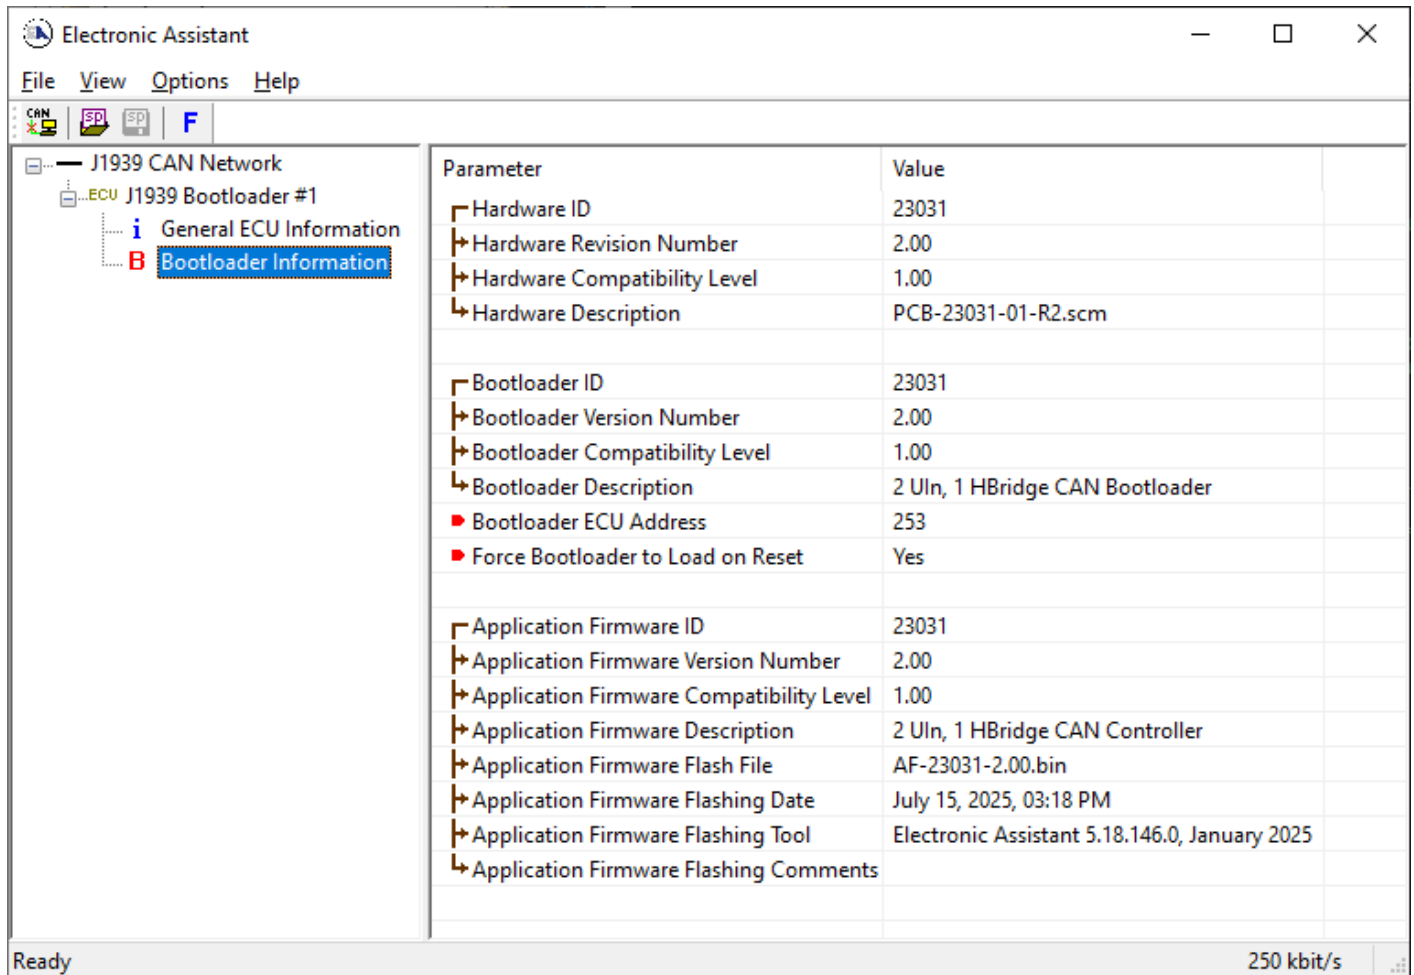 Electronic Assistant
File View Options Help
CAN SP SP F
J1939 CAN Network
ECU J1939 Bootloader #1
i General ECU Information
B Bootloader Information
Parameter Value
Hardware ID 23031
Hardware Revision Number 2.00
Hardware Compatibility Level 1.00
Hardware Description PCB-23031-01-R2.scm
Bootloader ID 23031
Bootloader Version Number 2.00
Bootloader Compatibility Level 1.00
Bootloader Description 2 UIn, 1 HBridge CAN Bootloader
Bootloader ECU Address 253
Force Bootloader to Load on Reset Yes
Application Firmware ID 23031
Application Firmware Version Number 2.00
Application Firmware Compatibility Level 1.00
Application Firmware Description 2 UIn, 1 HBridge CAN Controller
Application Firmware Flash File AF-23031-2.00.bin
Application Firmware Flashing Date July 15, 2025, 03:18 PM
Application Firmware Flashing Tool Electronic Assistant 5.18.146.0, January 2025
Application Firmware Flashing Comments
Ready 250 kbit/s